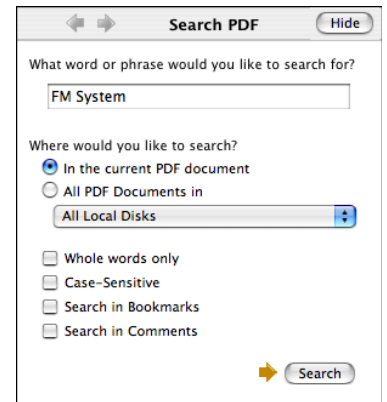 Search PDF Hide
What word or phrase would you like to search for?
FM System
Where would you like to search?
In the current PDF document
All PDF Documents in
All Local Disks
Whole words only
Case-Sensitive
Search in Bookmarks
Search in Comments
Search